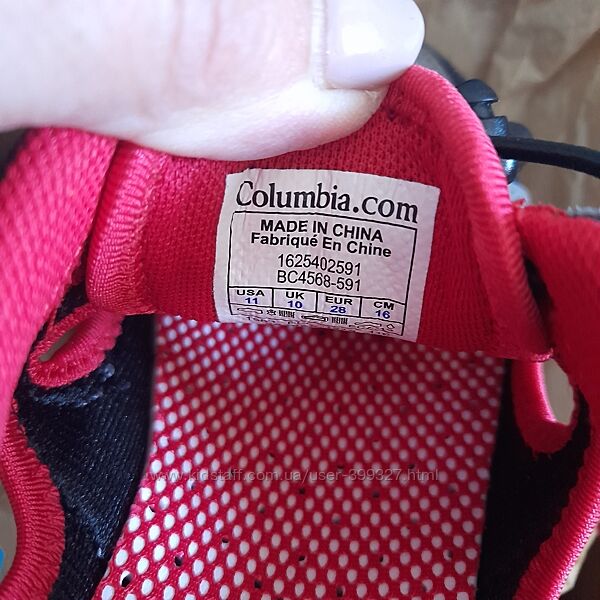 Columbia.com
MADE IN CHINA
Fabriqué En Chine
1625402591
BC4568-591
USA UK EUR CM
11 10 28 16
www.kidstaff.com.ua/user-399327.html